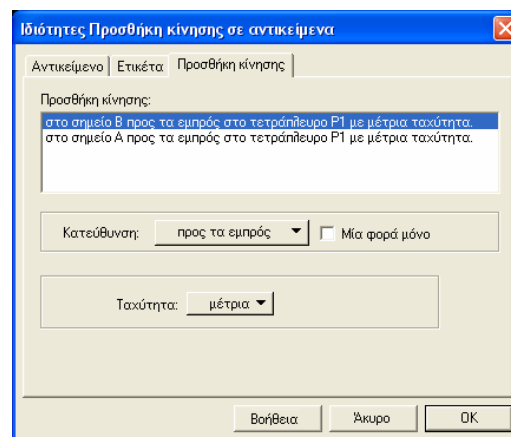 Ιδιότητες Προσθήκη κίνησης σε αντικείμενα
Αντικείμενο Ετικέτα Προσθήκη κίνησης
Προσθήκη κίνησης:
στο σημείο Β προς τα εμπρός στο τετράπλευρο P1 με μέτρια ταχύτητα.
στο σημείο Α προς τα εμπρός στο τετράπλευρο P1 με μέτρια ταχύτητα.
Κατεύθυνση: προς τα εμπρός Μία φορά μόνο
Ταχύτητα: μέτρια
Βοήθεια Άκυρο OK